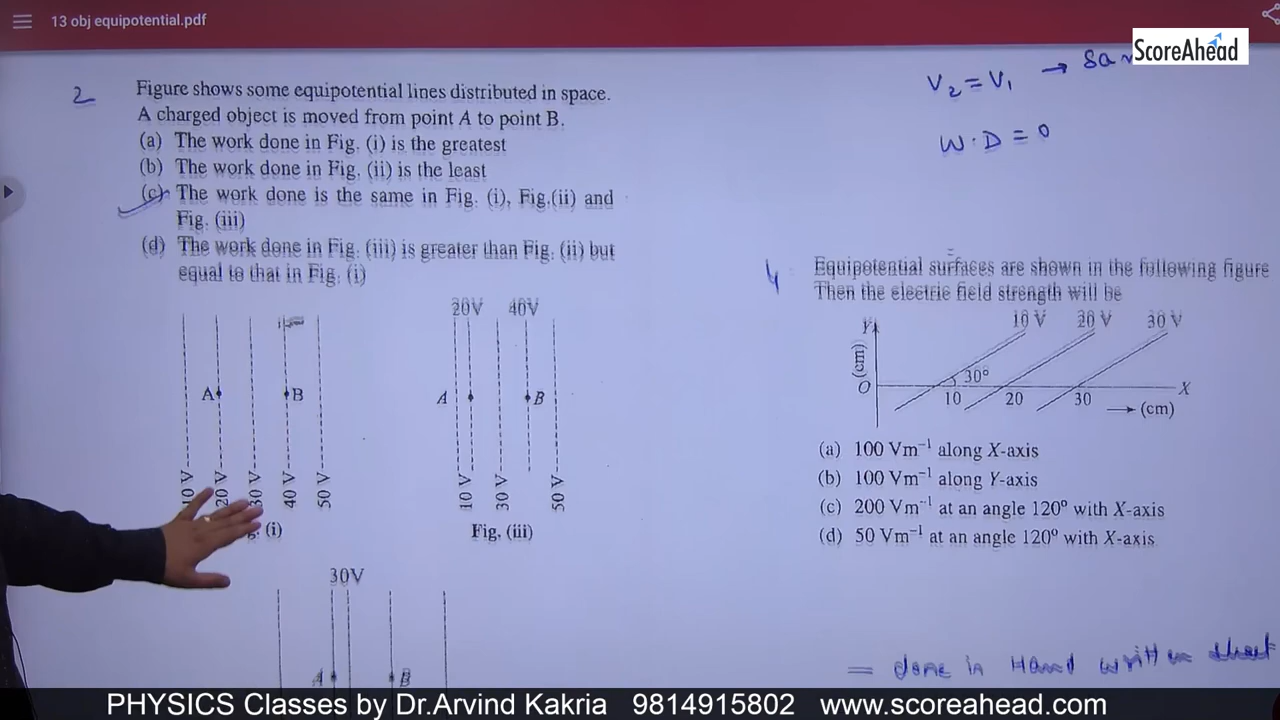 13 obj equipotential.pdf
ScoreAhead
2
Figure shows some equipotential lines distributed in space.
A charged object is moved from point A to point B.
(a) The work done in Fig. (i) is the greatest
(b) The work done in Fig. (ii) is the least
(c) The work done is the same in Fig. (i), Fig.(ii) and
Fig. (iii)
(d) The work done in Fig. (iii) is greater than Fig. (ii) but
equal to that in Fig. (i)
A
B
20 V
30 V
40 V
50 V
(i)
20V 40V
A
B
10 V
30 V
50 V
Fig. (iii)
30V
A
B
V₂ = V₁ →
W.D = 0
4
Equipotential surfaces are shown in the following figure
Then the electric field strength will be
Y
(cm)
10 V 20 V 30 V
30°
O
10 20 30
X
(cm)
(a) 100 Vm⁻¹ along X-axis
(b) 100 Vm⁻¹ along Y-axis
(c) 200 Vm⁻¹ at an angle 120° with X-axis
(d) 50 Vm⁻¹ at an angle 120° with X-axis
= done in Hand written sheet
PHYSICS Classes by Dr.Arvind Kakria 9814915802 www.scoreahead.com